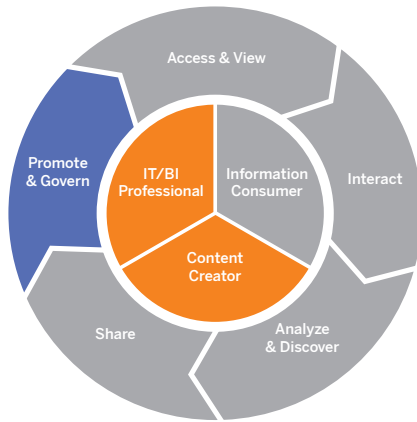 Access & View
Promote
& Govern
IT/BI
Professional
Information
Consumer
Interact
Content
Creator
Share
Analyze
& Discover